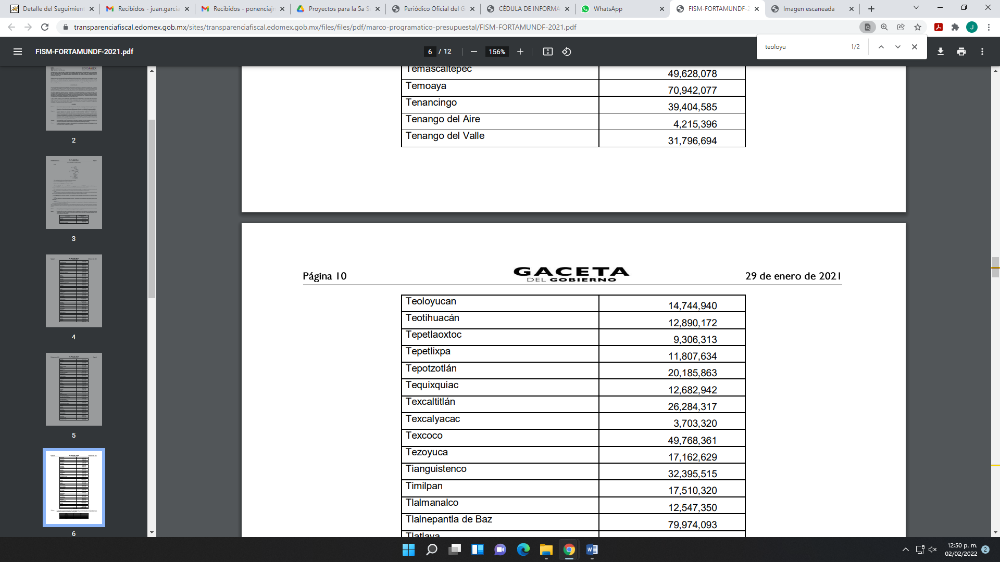 Detalle del Seguimient
Recibidos - juan.garcia
Recibidos - ponenciajr
Proyectos para la 5a S
Periódico Oficial del G
CÉDULA DE INFORMA
WhatsApp
FISM-FORTAMUNDF-2
Imagen escaneada
transparenciafiscal.edomex.gob.mx/sites/transparenciafiscal.edomex.gob.mx/files/files/pdf/marco-programatico-presupuestal/FISM-FORTAMUNDF-2021.pdf
J
FISM-FORTAMUNDF-2021.pdf
6 / 12
156%
teoloyu 1/2
2
3
4
5
6
Temascaltepec 49,628,078
Temoaya 70,942,077
Tenancingo 39,404,585
Tenango del Aire 4,215,396
Tenango del Valle 31,796,694
Página 10 GACETA DEL GOBIERNO 29 de enero de 2021
Teoloyucan 14,744,940
Teotihuacán 12,890,172
Tepetlaoxtoc 9,306,313
Tepetlixpa 11,807,634
Tepotzotlán 20,185,863
Tequixquiac 12,682,942
Texcaltitlán 26,284,317
Texcalyacac 3,703,320
Texcoco 49,768,361
Tezoyuca 17,162,629
Tianguistenco 32,395,515
Timilpan 17,510,320
Tlalmanalco 12,547,350
Tlalnepantla de Baz 79,974,093
Tlatlaya
12:50 p. m.
02/02/2022
2